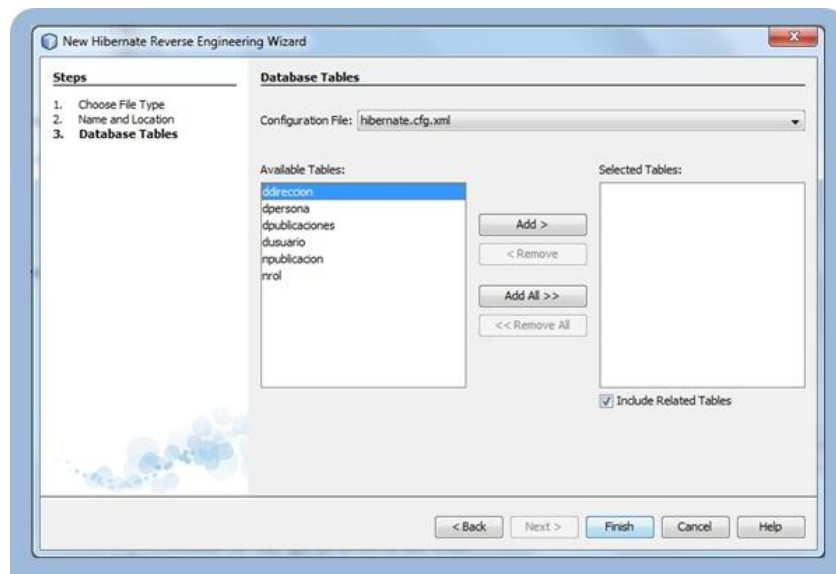 New Hibernate Reverse Engineering Wizard
Steps
1. Choose File Type
2. Name and Location
3. Database Tables
Database Tables
Configuration File: hibernate.cfg.xml
Available Tables:
ddireccion
dpersona
dpublicaciones
dusuario
npublicacion
nrol
Add >
< Remove
Add All >>
<< Remove All
Selected Tables:
Include Related Tables
< Back Next > Finish Cancel Help